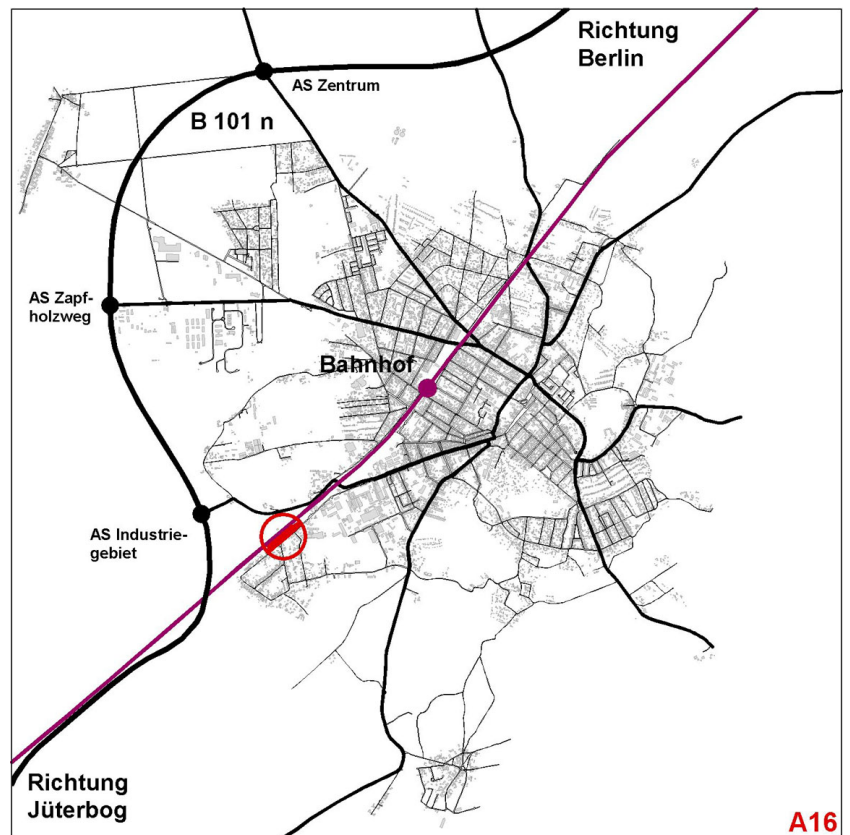 Richtung
Berlin
AS Zentrum
B 101 n
AS Zapf-
holzweg
Bahnhof
AS Industrie-
gebiet
Richtung
Jüterbog
A16